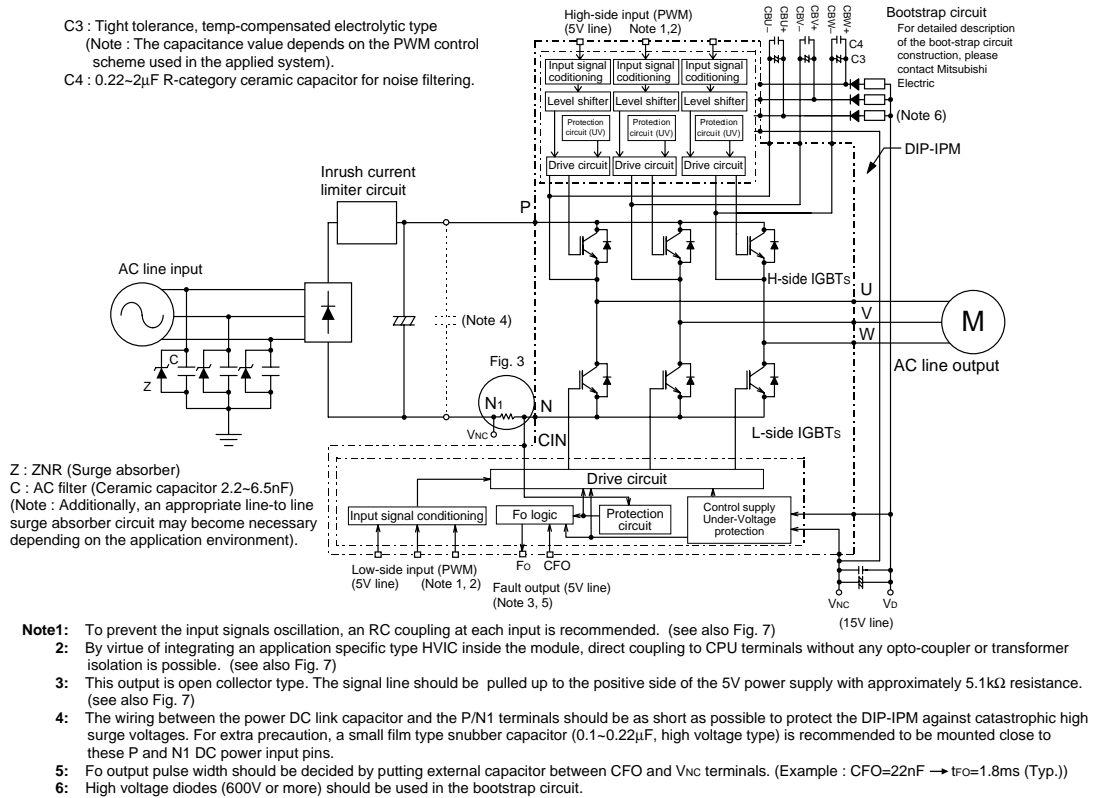 C3 : Tight tolerance, temp-compensated electrolytic type
(Note : The capacitance value depends on the PWM control
scheme used in the applied system).
C4 : 0.22~2μF R-category ceramic capacitor for noise filtering.
High-side input (PWM)
(5V line) Note 1,2)
CBU–
CBU+
CBV–
CBV+
CBW–
CBW+
C4
C3
Bootstrap circuit
For detailed description
of the boot-strap circuit
construction, please
contact Mitsubishi
Electric
(Note 6)
DIP-IPM
Input signal
coditioning
Input signal
coditioning
Input signal
conditioning
Level shifter
Level shifter
Level shifter
Protection
circuit (UV)
Protection
circuit (UV)
Protection
circuit (UV)
Drive circuit
Drive circuit
Drive circuit
Inrush current
limiter circuit
P
AC line input
H-side IGBTs
U
V
W
M
AC line output
(Note 4)
C
Z
Fig. 3
N1
N
VNC
CIN
L-side IGBTs
Z : ZNR (Surge absorber)
C : AC filter (Ceramic capacitor 2.2~6.5nF)
(Note : Additionally, an appropriate line-to line
surge absorber circuit may become necessary
depending on the application environment).
Drive circuit
Input signal conditioning
Fo logic
Protection
circuit
Control supply
Under-Voltage
protection
Low-side input (PWM)
(5V line) (Note 1, 2)
FO
CFO
Fault output (5V line)
(Note 3, 5)
VNC
VD
(15V line)
Note1: To prevent the input signals oscillation, an RC coupling at each input is recommended. (see also Fig. 7)
2: By virtue of integrating an application specific type HVIC inside the module, direct coupling to CPU terminals without any opto-coupler or transformer
isolation is possible. (see also Fig. 7)
3: This output is open collector type. The signal line should be pulled up to the positive side of the 5V power supply with approximately 5.1kΩ resistance.
(see also Fig. 7)
4: The wiring between the power DC link capacitor and the P/N1 terminals should be as short as possible to protect the DIP-IPM against catastrophic high
surge voltages. For extra precaution, a small film type snubber capacitor (0.1~0.22μF, high voltage type) is recommended to be mounted close to
these P and N1 DC power input pins.
5: Fo output pulse width should be decided by putting external capacitor between CFO and VNC terminals. (Example : CFO=22nF → tFO=1.8ms (Typ.))
6: High voltage diodes (600V or more) should be used in the bootstrap circuit.